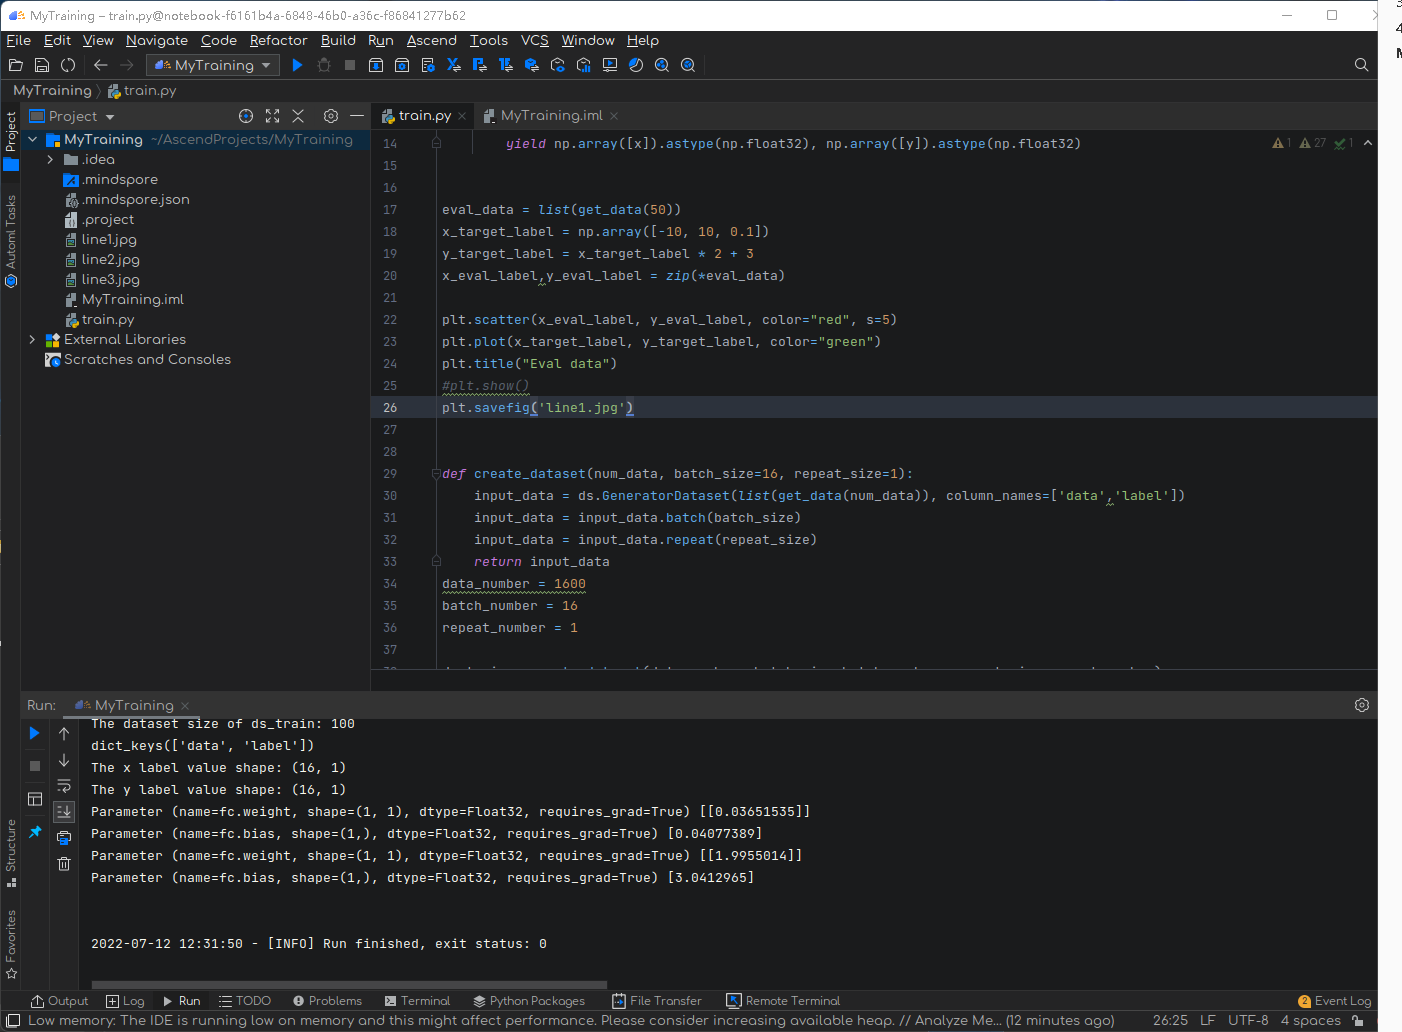 MyTraining – train.py@notebook-f6161b4a-6848-46b0-a36c-f86841277b62
File Edit View Navigate Code Refactor Build Run Ascend Tools VCS Window Help
MyTraining
MyTraining train.py
Project
Automl Tasks
Structure
Favorites
Project
MyTraining ~/AscendProjects/MyTraining
.idea
.mindspore
.mindspore.json
.project
line1.jpg
line2.jpg
line3.jpg
MyTraining.iml
train.py
External Libraries
Scratches and Consoles
train.py MyTraining.iml
1 27 1
14 yield np.array([x]).astype(np.float32), np.array([y]).astype(np.float32)
15
16
17 eval_data = list(get_data(50))
18 x_target_label = np.array([-10, 10, 0.1])
19 y_target_label = x_target_label * 2 + 3
20 x_eval_label,y_eval_label = zip(*eval_data)
21
22 plt.scatter(x_eval_label, y_eval_label, color="red", s=5)
23 plt.plot(x_target_label, y_target_label, color="green")
24 plt.title("Eval data")
25 #plt.show()
26 plt.savefig('line1.jpg')
27
28
29 def create_dataset(num_data, batch_size=16, repeat_size=1):
30 input_data = ds.GeneratorDataset(list(get_data(num_data)), column_names=['data','label'])
31 input_data = input_data.batch(batch_size)
32 input_data = input_data.repeat(repeat_size)
33 return input_data
34 data_number = 1600
35 batch_number = 16
36 repeat_number = 1
37
Run: MyTraining
The dataset size of ds_train: 100
dict_keys(['data', 'label'])
The x label value shape: (16, 1)
The y label value shape: (16, 1)
Parameter (name=fc.weight, shape=(1, 1), dtype=Float32, requires_grad=True) [[0.03651535]]
Parameter (name=fc.bias, shape=(1,), dtype=Float32, requires_grad=True) [0.04077389]
Parameter (name=fc.weight, shape=(1, 1), dtype=Float32, requires_grad=True) [[1.9955014]]
Parameter (name=fc.bias, shape=(1,), dtype=Float32, requires_grad=True) [3.0412965]
2022-07-12 12:31:50 - [INFO] Run finished, exit status: 0
Output Log Run TODO Problems Terminal Python Packages File Transfer Remote Terminal 2 Event Log
Low memory: The IDE is running low on memory and this might affect performance. Please consider increasing available heap. // Analyze Me... (12 minutes ago) 26:25 LF UTF-8 4 spaces